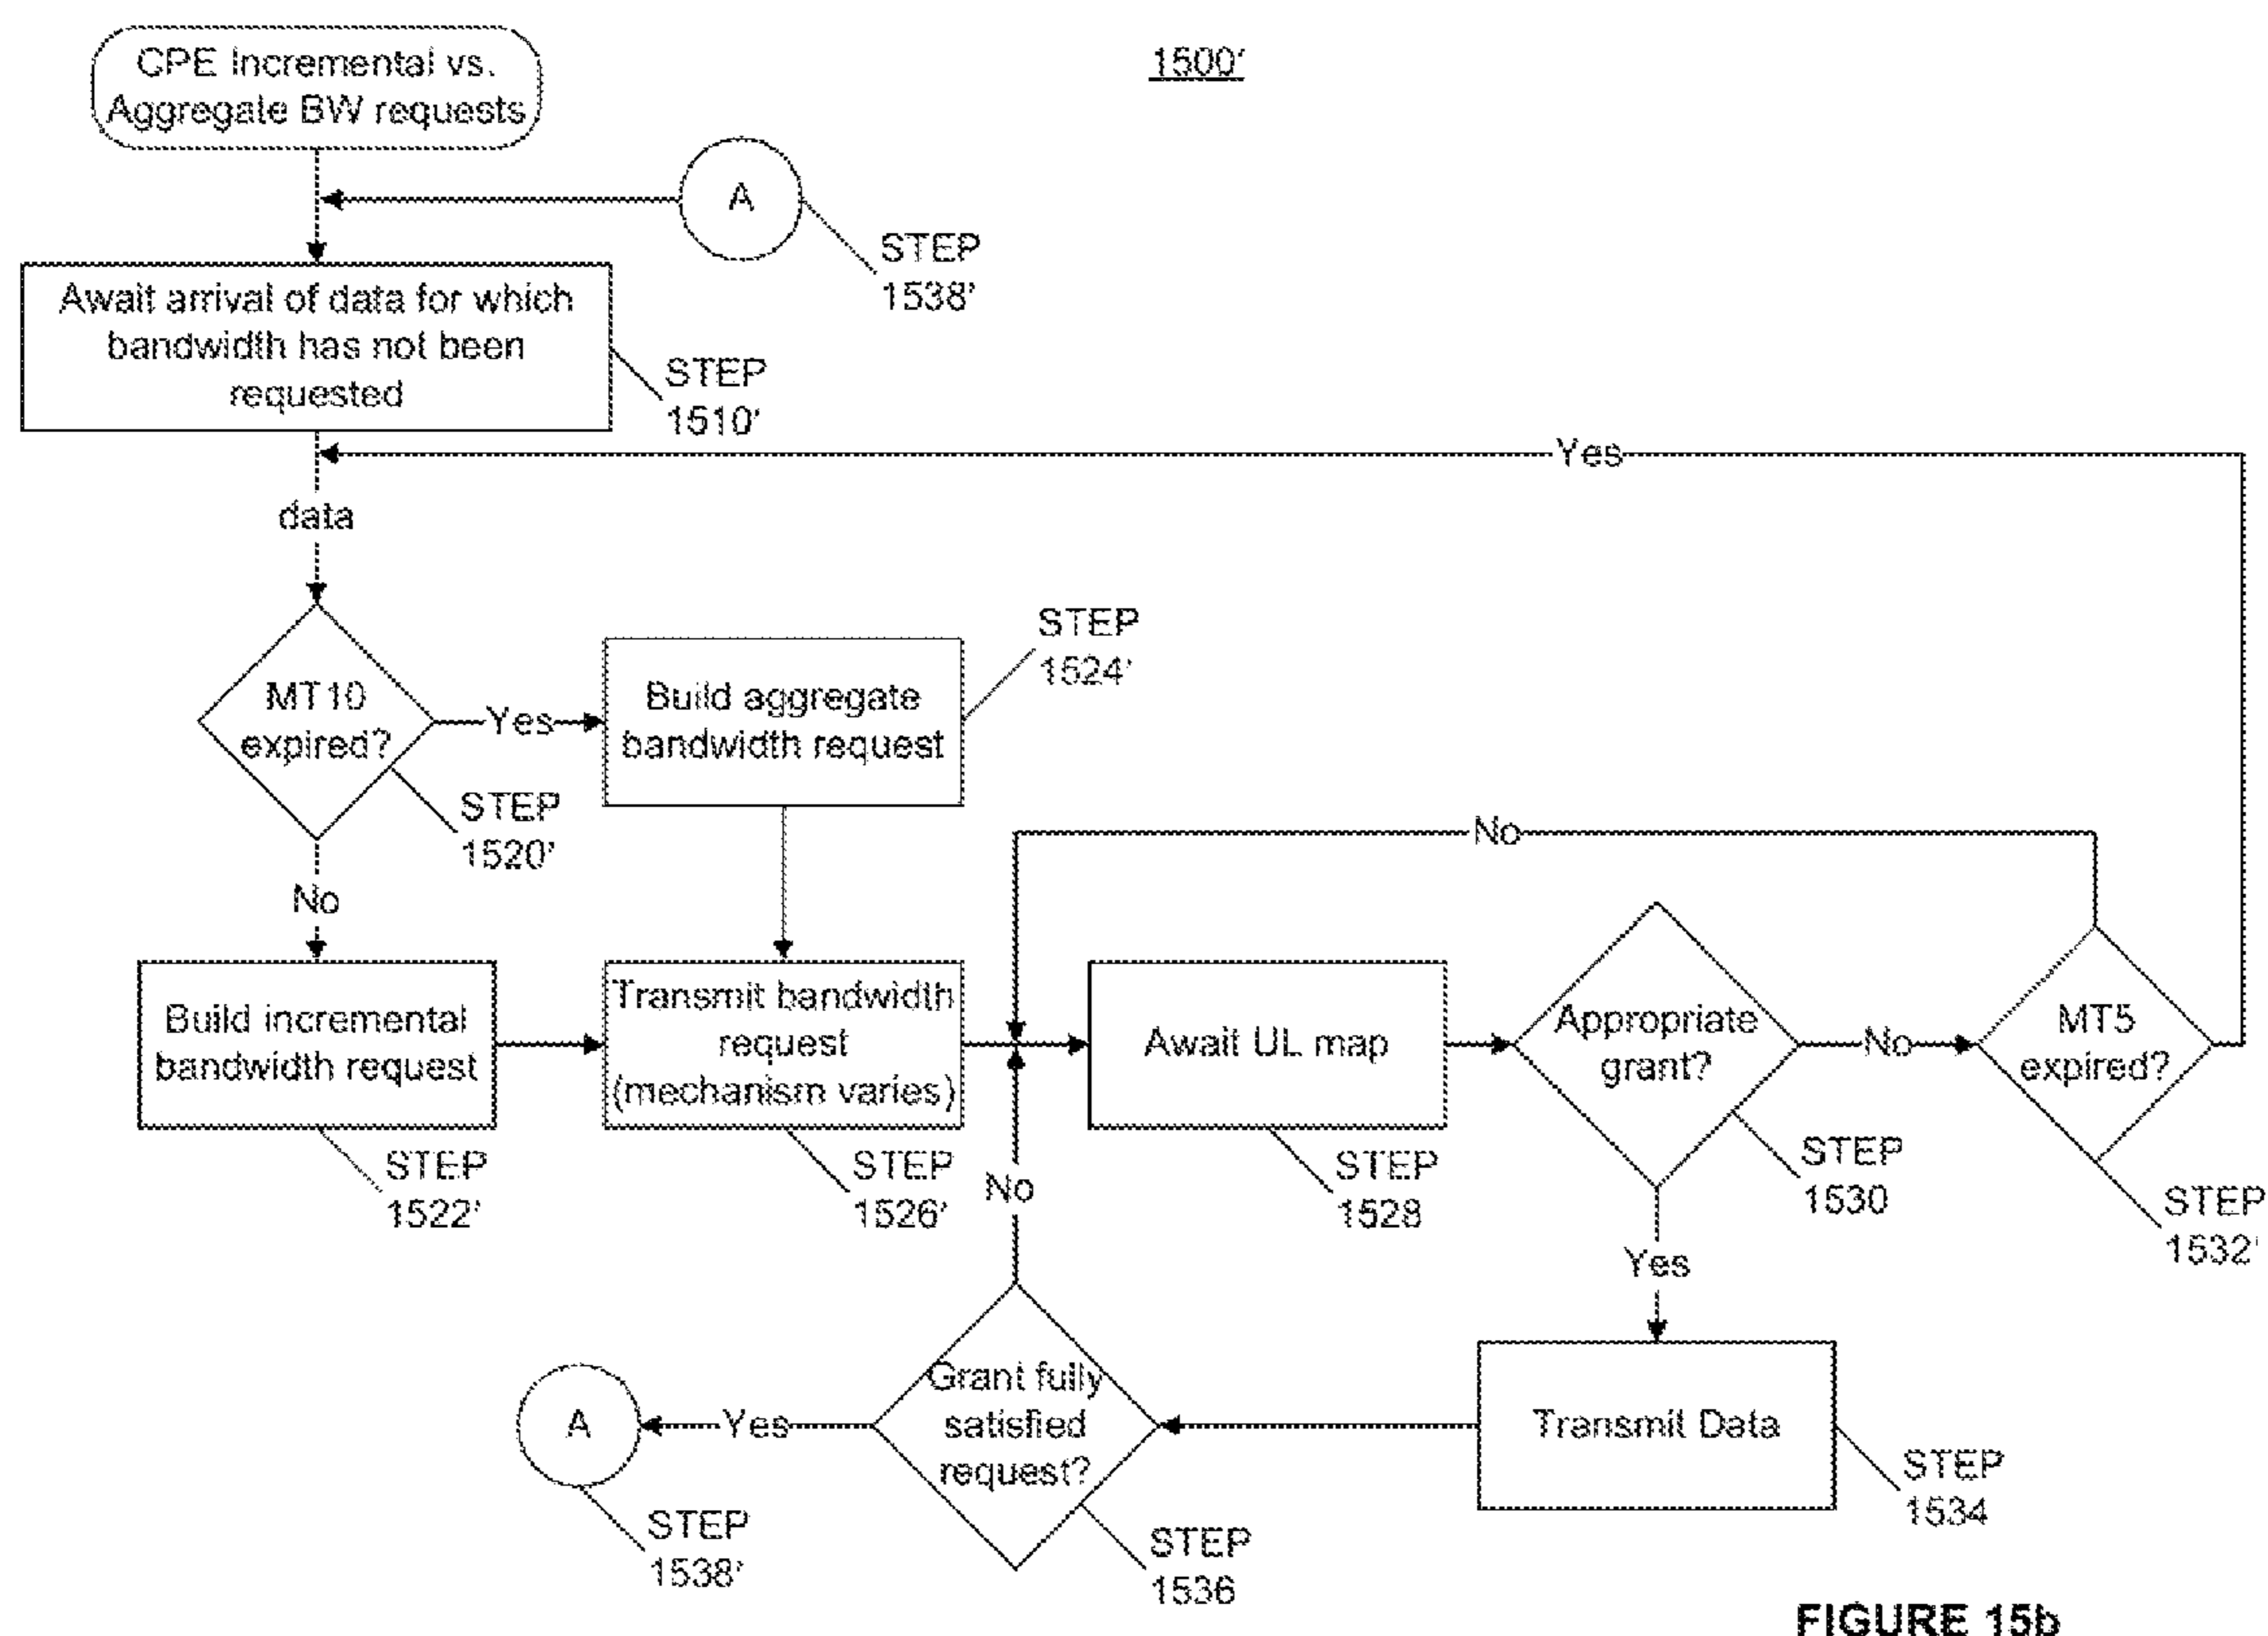 CPE Incremental vs.
Aggregate BW requests
1500'
A
STEP
1538'
Await arrival of data for which
bandwidth has not been
requested
STEP
1510'
Yes
data
MT10
expired?
Yes
STEP
1520'
Build aggregate
bandwidth request
STEP
1524'
No
No
Build incremental
bandwidth request
STEP
1522'
Transmit bandwidth
request
(mechanism varies)
STEP
1526'
Await UL map
STEP
1528
Appropriate
grant?
STEP
1530
No
MT5
expired?
STEP
1532'
No
Yes
A
STEP
1538'
Yes
Grant fully
satisfied
request?
STEP
1536
Transmit Data
STEP
1534
FIGURE 15b